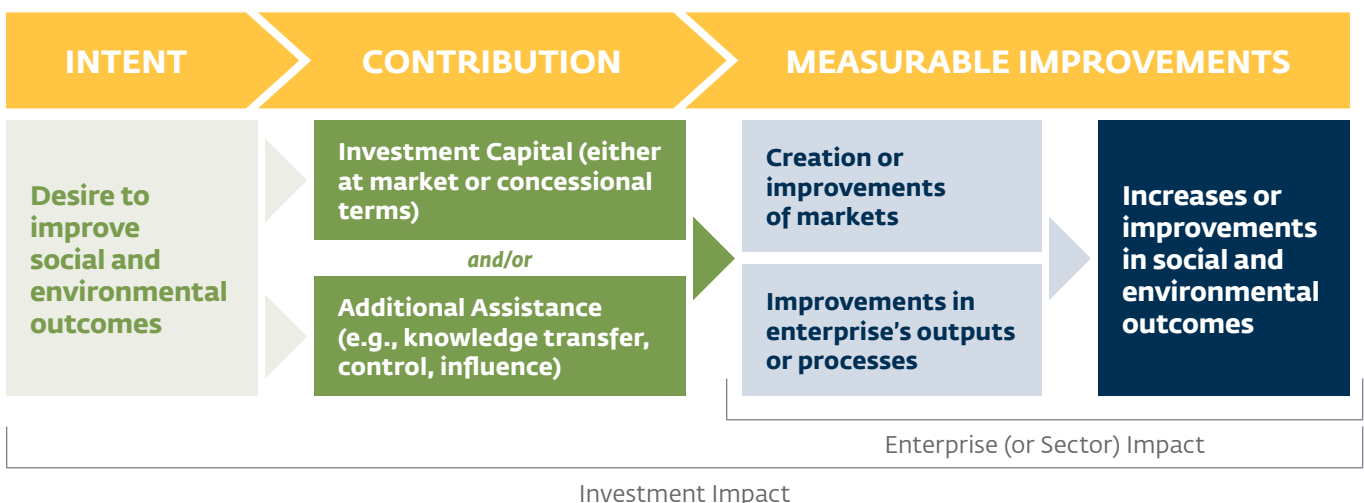 INTENT
CONTRIBUTION
MEASURABLE IMPROVEMENTS
Desire to
improve
social and
environmental
outcomes
Investment Capital (either
at market or concessional
terms)
and/or
Additional Assistance
(e.g., knowledge transfer,
control, influence)
Creation or
improvements
of markets
Improvements in
enterprise’s outputs
or processes
Increases or
improvements
in social and
environmental
outcomes
Enterprise (or Sector) Impact
Investment Impact